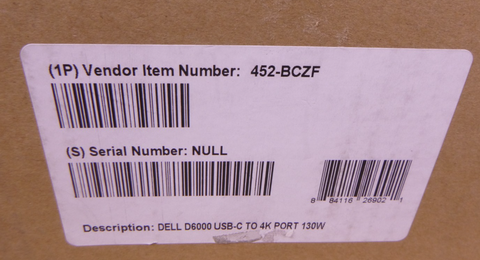 (1P) Vendor Item Number: 452-BCZF
(S) Serial Number: NULL
8 84116 26902 1
Description: DELL D6000 USB-C TO 4K PORT 130W